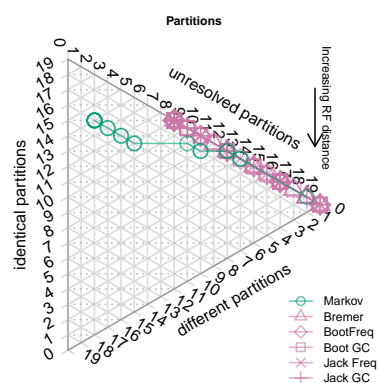 Partitions
0 1 2 3 4 5 6 7 8 9 10 11 12 13 14 15 16 17 18 19
unresolved partitions
Increasing RF distance
19
18
17
16
15
14
13
12
11
10
9
8
7
6
5
4
3
2
1
0
identical partitions
19 18 17 16 15 14 13 12 11 10 9 8 7 6 5 4 3 2 1 0
different partitions
Markov
Bremer
BootFreq
Boot GC
Jack Freq
Jack GC